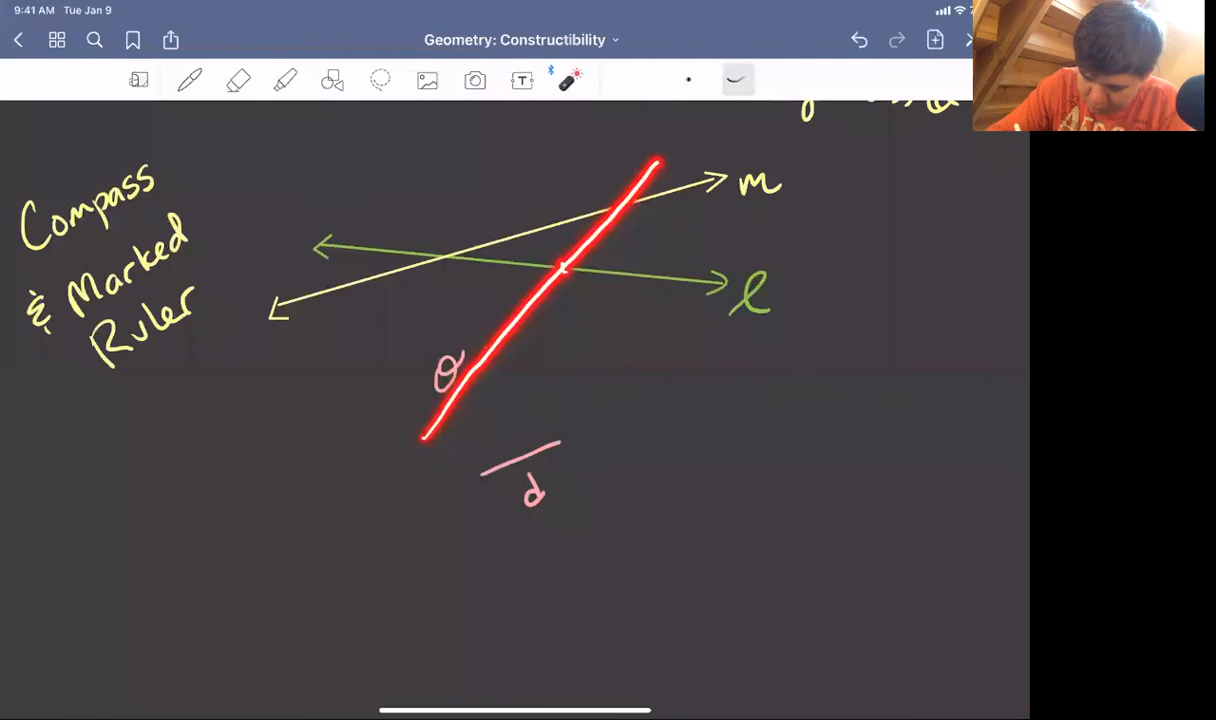 9:41 AM Tue Jan 9
Geometry: Constructibility
T
Compass
& Marked
Ruler
m
l
O
d